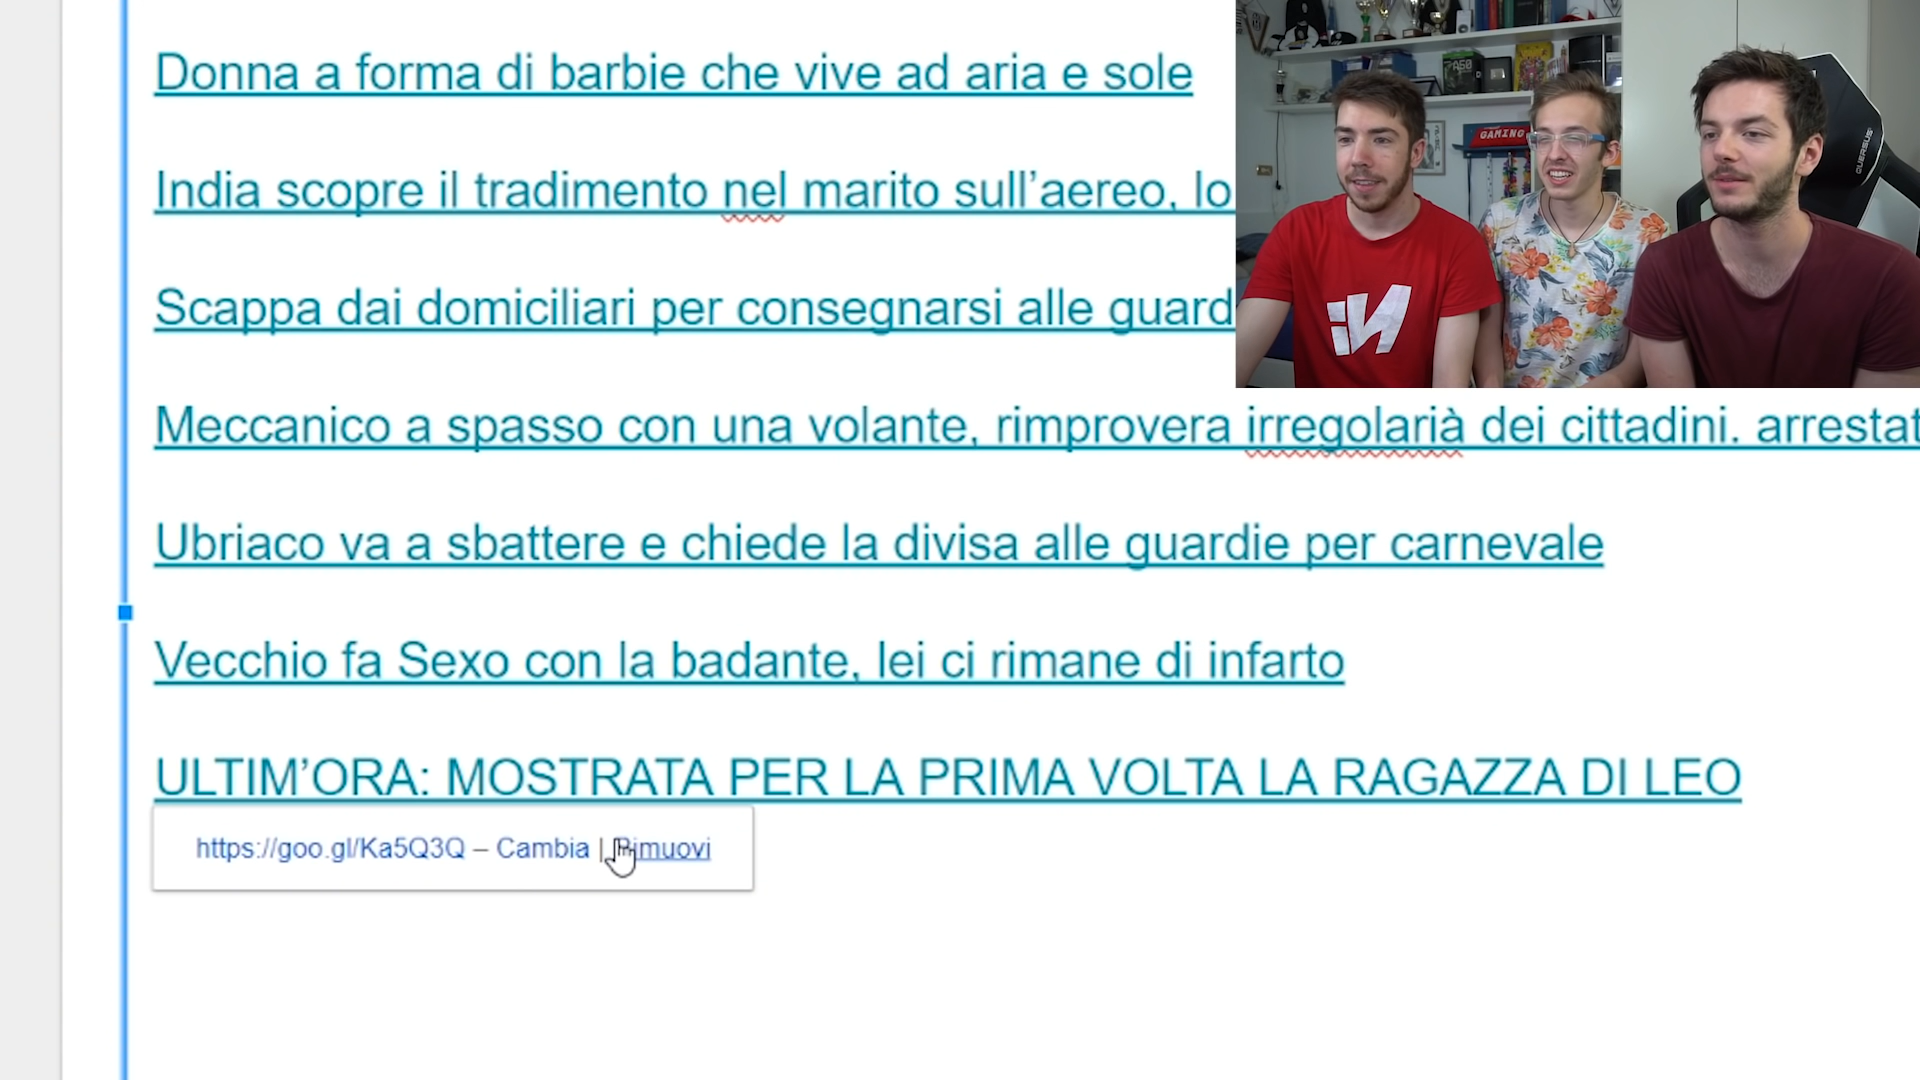 Donna a forma di barbie che vive ad aria e sole
India scopre il tradimento nel marito sull'aereo, lo
Scappa dai domiciliari per consegnarsi alle guard
Meccanico a spasso con una volante, rimprovera irregolarià dei cittadini. arrestat
Ubriaco va a sbattere e chiede la divisa alle guardie per carnevale
Vecchio fa Sexo con la badante, lei ci rimane di infarto
ULTIM'ORA: MOSTRATA PER LA PRIMA VOLTA LA RAGAZZA DI LEO
https://goo.gl/Ka5Q3Q – Cambia | Rimuovi
GAMING
iN